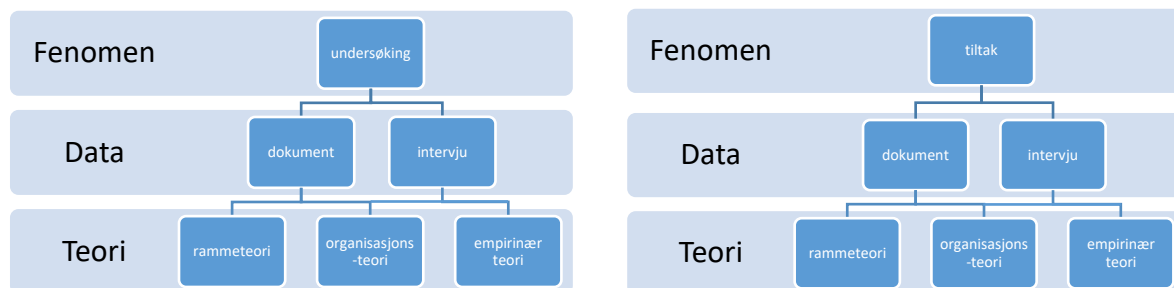 Fenomen
undersøking
Data
dokument
intervju
Teori
rammeteori
organisasjons
-teori
empirinær
teori
Fenomen
tiltak
Data
dokument
intervju
Teori
rammeteori
organisasjons
-teori
empirinær
teori